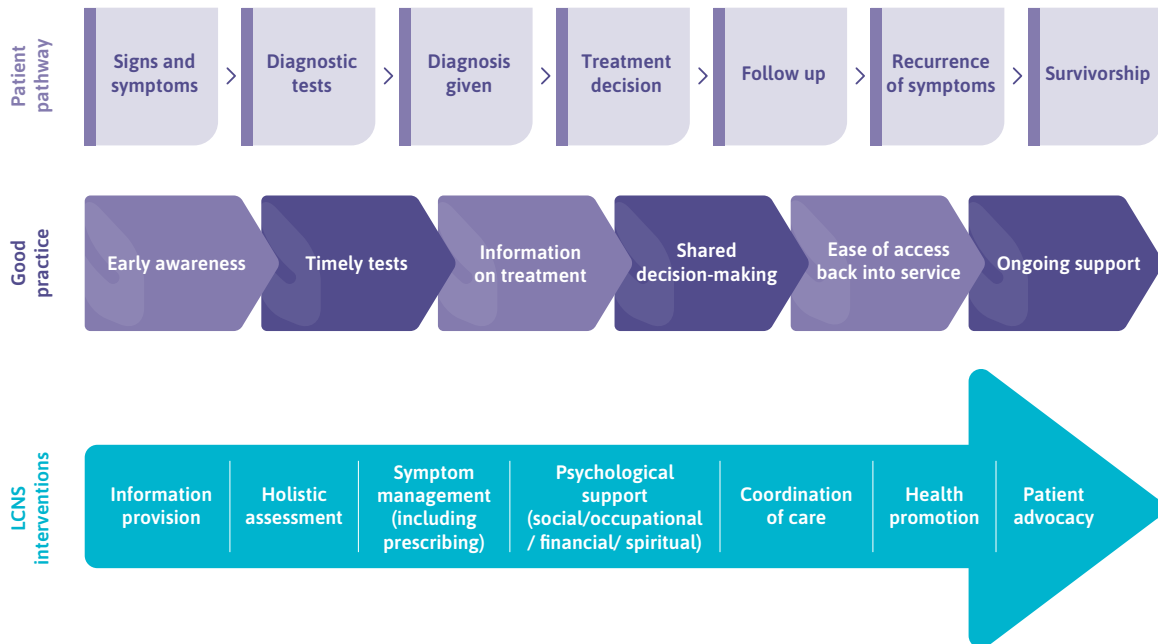 Patient
pathway
Signs and
symptoms
Diagnostic
tests
Diagnosis
given
Treatment
decision
Follow up
Recurrence
of symptoms
Survivorship
Good
practice
Early awareness
Timely tests
Information
on treatment
Shared
decision-making
Ease of access
back into service
Ongoing support
LCNS
interventions
Information
provision
Holistic
assessment
Symptom
management
(including
prescribing)
Psychological
support
(social/occupational
/ financial/ spiritual)
Coordination
of care
Health
promotion
Patient
advocacy